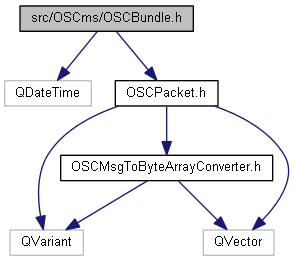 src/OSCms/OSCBundle.h
QDateTime
OSCPacket.h
OSCMsgToByteArrayConverter.h
QVariant
QVector